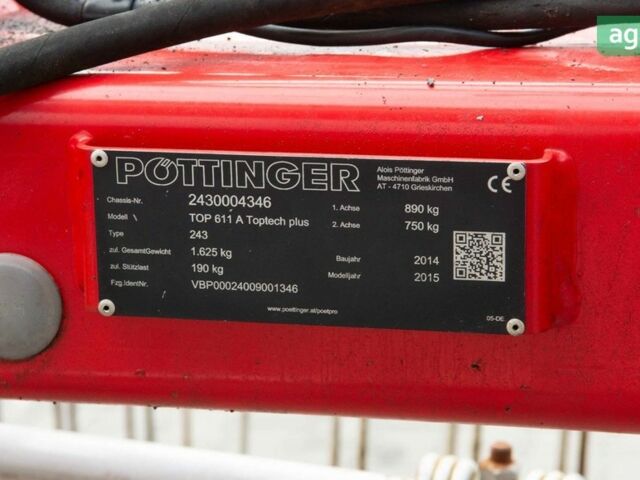 ag
PÖTTINGER
Alois Pöttinger
Maschinenfabrik GmbH
AT - 4710 Grieskirchen
CE
Chassis-Nr. 2430004346 1. Achse 890 kg
Modell \ TOP 611 A Toptech plus 2. Achse 750 kg
Type 243
zul. GesamtGewicht 1.625 kg Baujahr 2014
zul. Stützlast 190 kg Modelljahr 2015
Fzg.IdentNr. VBP00024009001346
www.poettinger.at/poetpro
05-DE